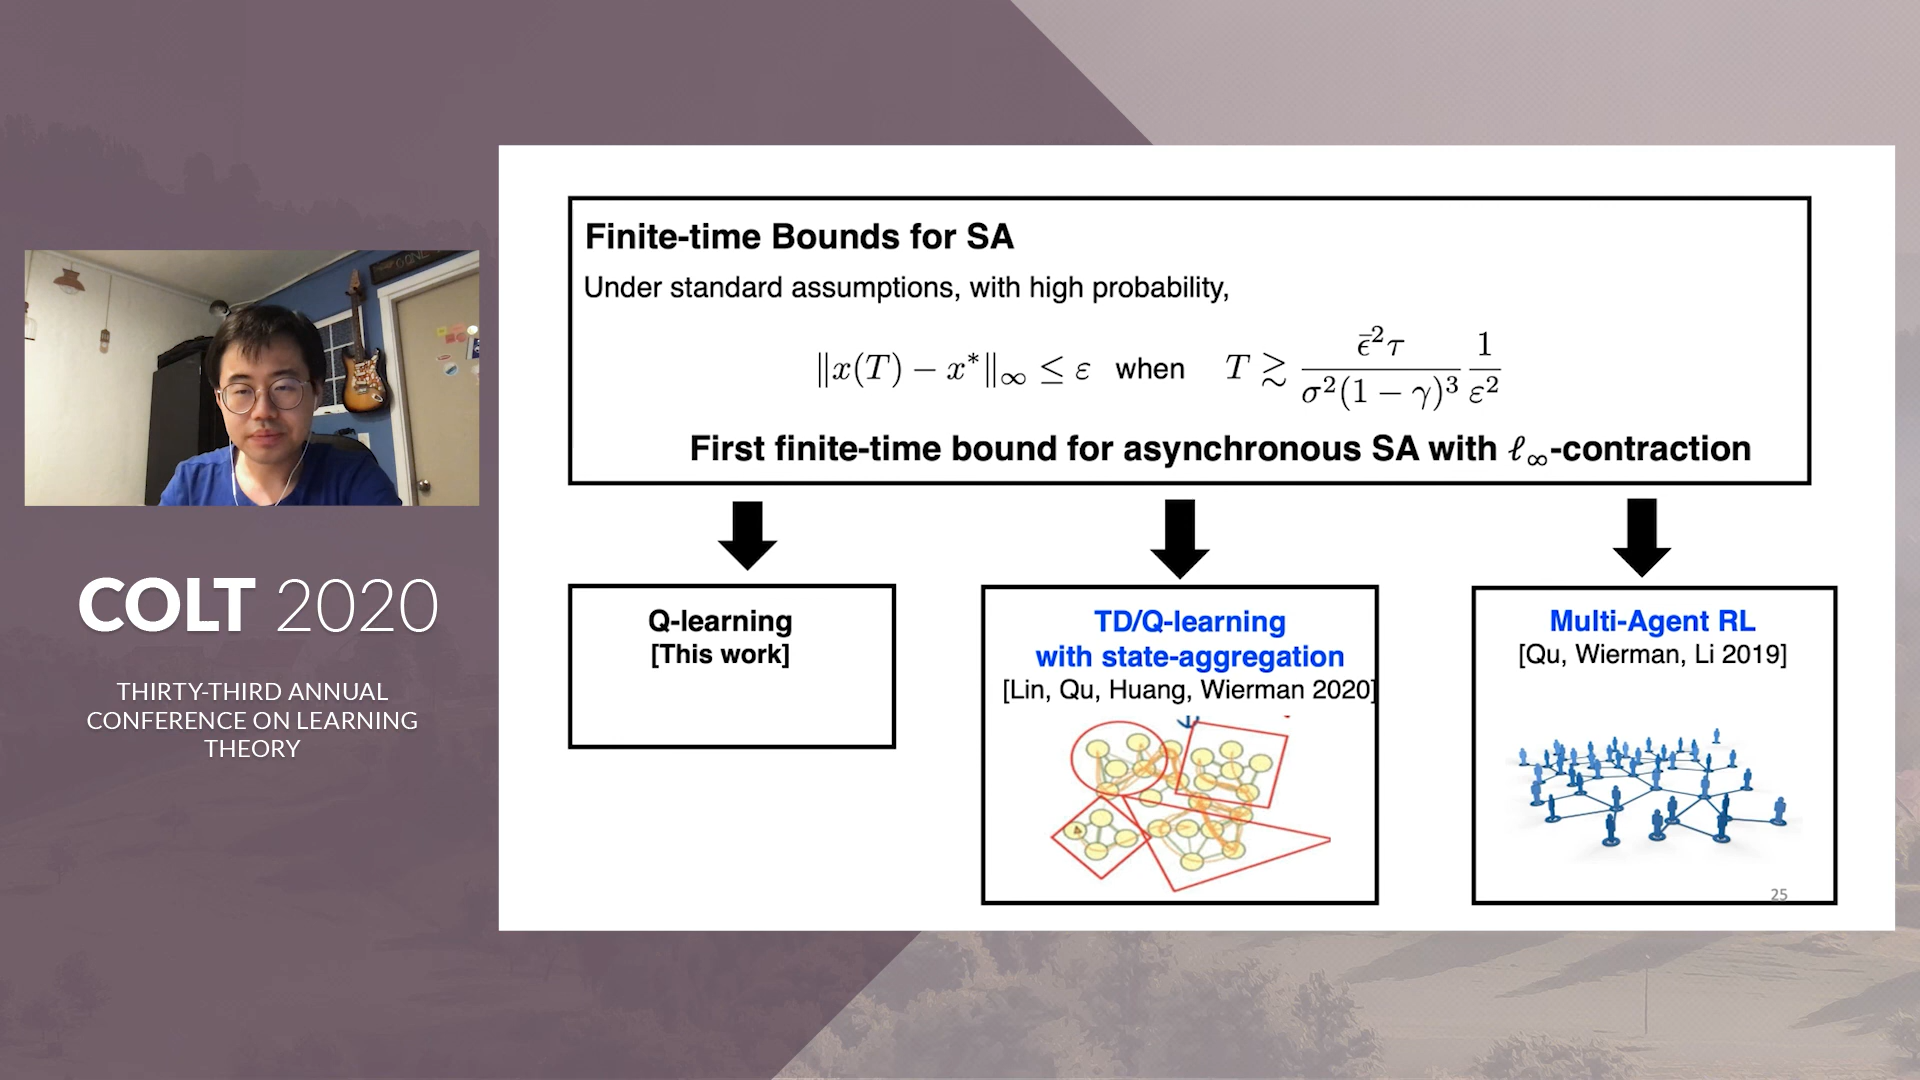 COLT 2020
THIRTY-THIRD ANNUAL
CONFERENCE ON LEARNING
THEORY
Finite-time Bounds for SA
Under standard assumptions, with high probability,
‖x(T) − x*‖∞ ≤ ε when T ≳ ϵ̄²τ / σ²(1 − γ)³ 1/ε²
First finite-time bound for asynchronous SA with ℓ∞-contraction
Q-learning
[This work]
TD/Q-learning
with state-aggregation
[Lin, Qu, Huang, Wierman 2020]
Multi-Agent RL
[Qu, Wierman, Li 2019]
25